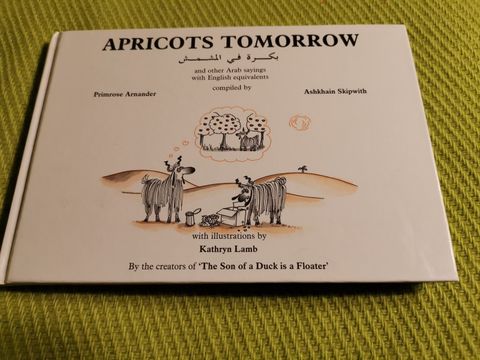 APRICOTS TOMORROW
بكرة في المشمش
and other Arab sayings
with English equivalents
compiled by
Primrose Arnander
Ashkhain Skipwith
with illustrations by
Kathryn Lamb
By the creators of 'The Son of a Duck is a Floater'